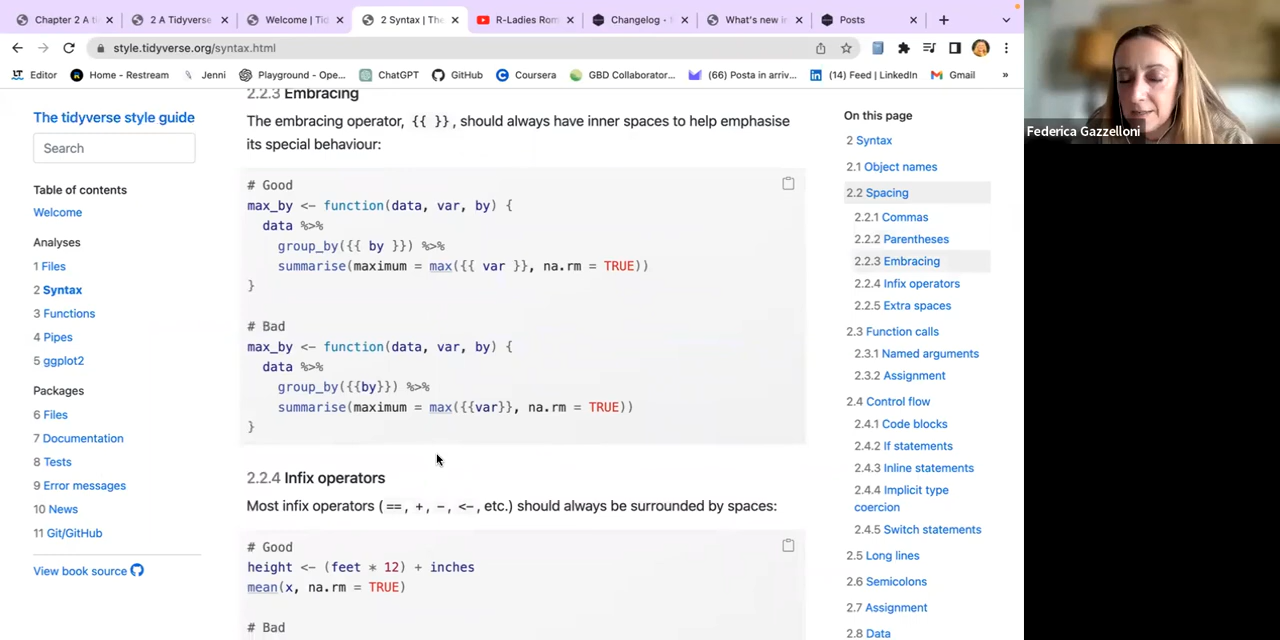 Chapter 2 A t
2 A Tidyverse
Welcome | Tid
2 Syntax | The
R-Ladies Rom
Changelog -
What's new i
Posts
style.tidyverse.org/syntax.html
Editor
Home - Restream
Jenni
Playground - Ope...
ChatGPT
GitHub
Coursera
GBD Collaborator...
(66) Posta in arriv...
(14) Feed | LinkedIn
Gmail
»
The tidyverse style guide
Search
Table of contents
Welcome
Analyses
1 Files
2 Syntax
3 Functions
4 Pipes
5 ggplot2
Packages
6 Files
7 Documentation
8 Tests
9 Error messages
10 News
11 Git/GitHub
View book source
2.2.3 Embracing
The embracing operator, {{ }}, should always have inner spaces to help emphasise
its special behaviour:
# Good
max_by <- function(data, var, by) {
data %>%
group_by({{ by }}) %>%
summarise(maximum = max({{ var }}, na.rm = TRUE))
}
# Bad
max_by <- function(data, var, by) {
data %>%
group_by({{by}}) %>%
summarise(maximum = max({{var}}, na.rm = TRUE))
}
2.2.4 Infix operators
Most infix operators (==, +, -, <-, etc.) should always be surrounded by spaces:
# Good
height <- (feet * 12) + inches
mean(x, na.rm = TRUE)
# Bad
On this page
2 Syntax
2.1 Object names
2.2 Spacing
2.2.1 Commas
2.2.2 Parentheses
2.2.3 Embracing
2.2.4 Infix operators
2.2.5 Extra spaces
2.3 Function calls
2.3.1 Named arguments
2.3.2 Assignment
2.4 Control flow
2.4.1 Code blocks
2.4.2 If statements
2.4.3 Inline statements
2.4.4 Implicit type
coercion
2.4.5 Switch statements
2.5 Long lines
2.6 Semicolons
2.7 Assignment
2.8 Data
Federica Gazzelloni